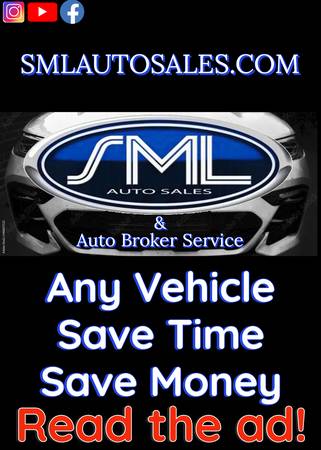 SMLAUTOSALES.COM
SML
AUTO SALES
&
Auto Broker Service
Any Vehicle
Save Time
Save Money
Read the ad!